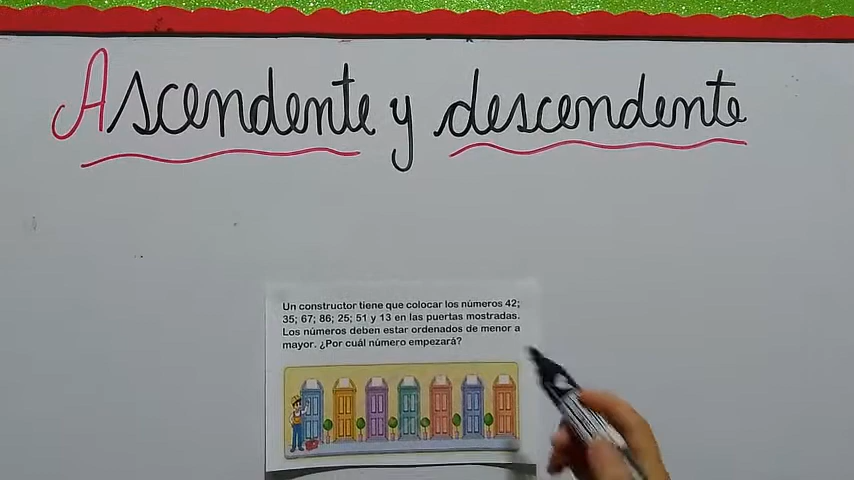 Ascendente y descendente
Un constructor tiene que colocar los números 42;
35; 67; 86; 25; 51 y 13 en las puertas mostradas.
Los números deben estar ordenados de menor a
mayor. ¿Por cuál número empezará?